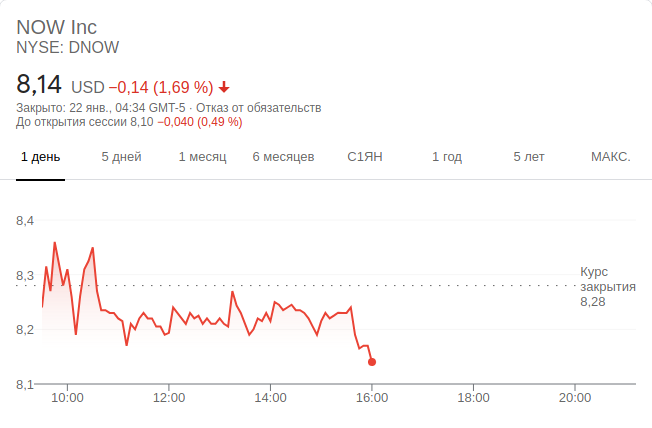 NOW Inc
NYSE: DNOW
8,14 USD −0,14 (1,69 %)
Закрыто: 22 янв., 04:34 GMT-5 · Отказ от обязательств
До открытия сессии 8,10 −0,040 (0,49 %)
1 день 5 дней 1 месяц 6 месяцев С1ЯН 1 год 5 лет МАКС.
8,4
8,3
Курс
закрытия
8,28
8,2
8,1
10:00 12:00 14:00 16:00 18:00 20:00